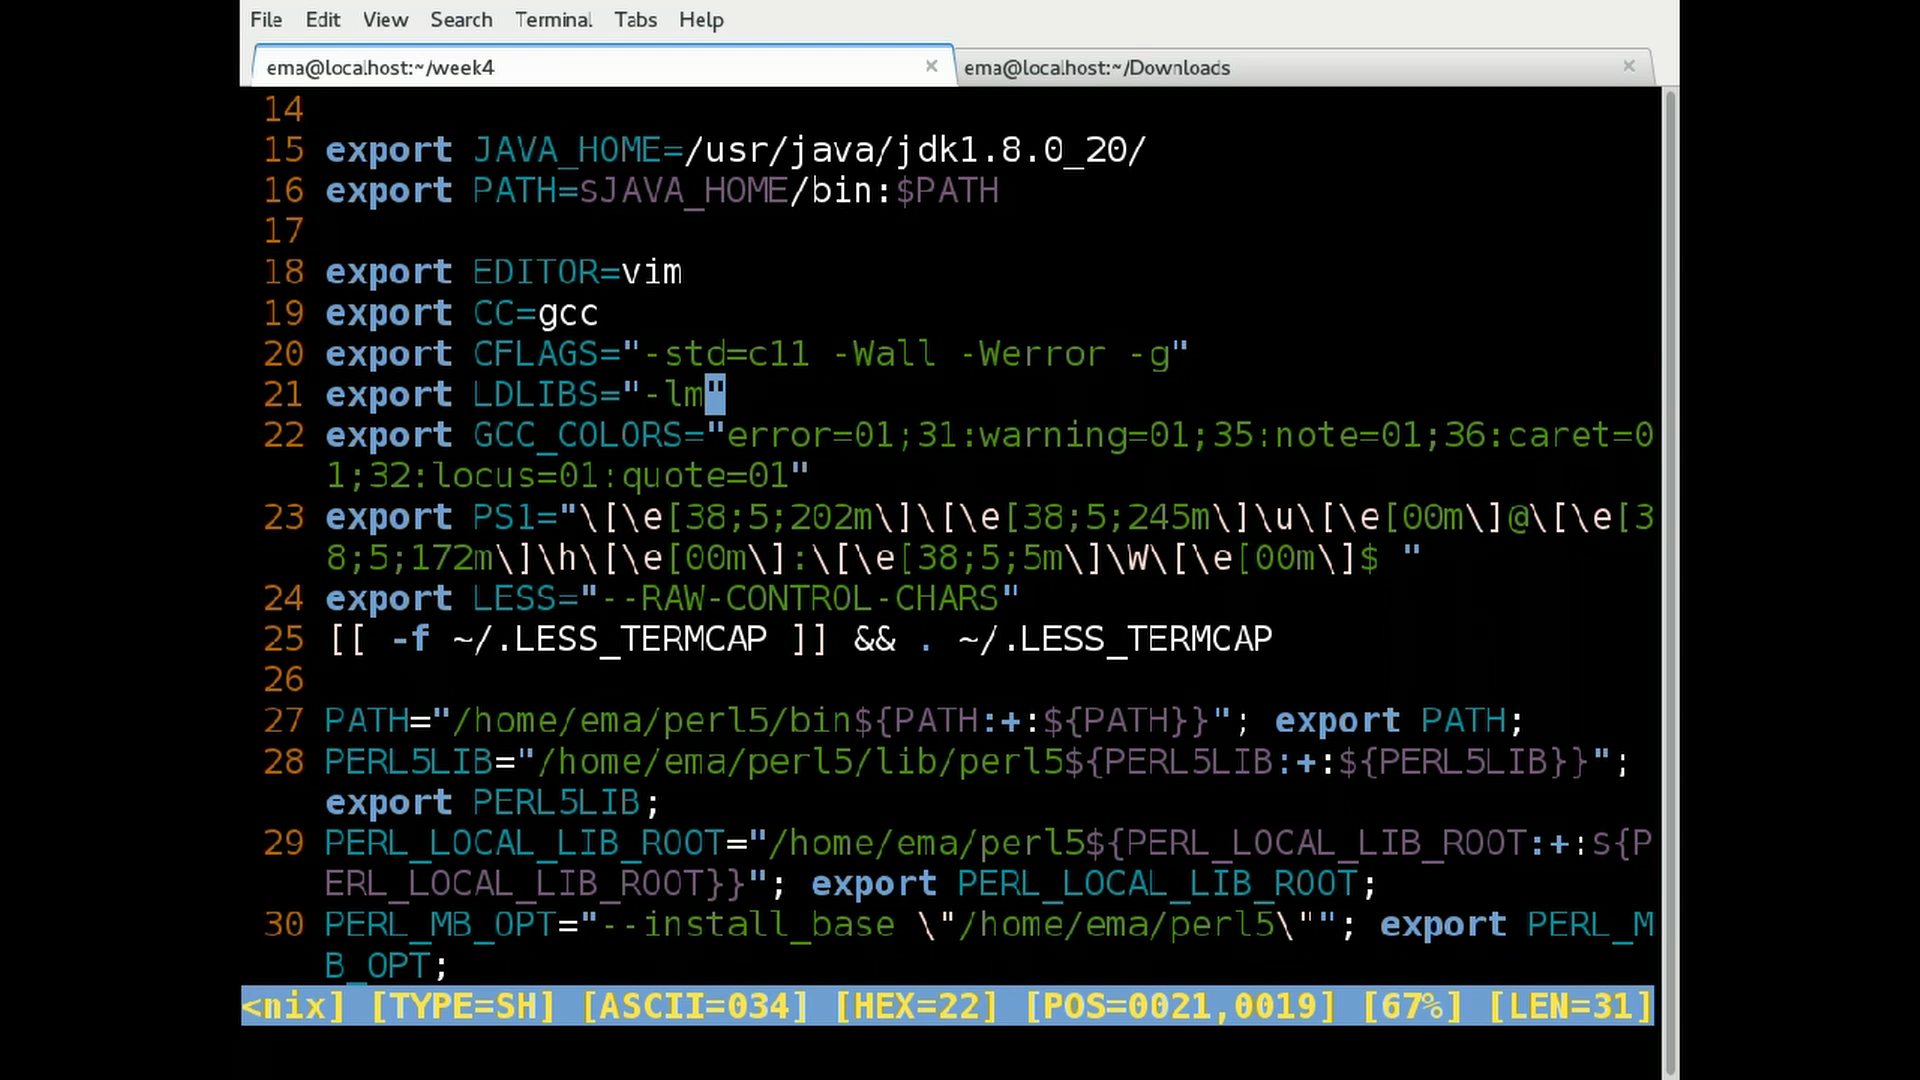 File Edit View Search Terminal Tabs Help
ema@localhost:~/week4 × ema@localhost:~/Downloads ×
14
15 export JAVA_HOME=/usr/java/jdk1.8.0_20/
16 export PATH=sJAVA_HOME/bin:$PATH
17
18 export EDITOR=vim
19 export CC=gcc
20 export CFLAGS="-std=c11 -Wall -Werror -g"
21 export LDLIBS="-lm"
22 export GCC_COLORS="error=01;31:warning=01;35:note=01;36:caret=0
1;32:locus=01:quote=01"
23 export PS1="\[\e[38;5;202m\]\[\e[38;5;245m\]\u\[\e[00m\]@\[\e[3
8;5;172m\]\h\[\e[00m\]:\[\e[38;5;5m\]\W\[\e[00m\]$ "
24 export LESS="--RAW-CONTROL-CHARS"
25 [[ -f ~/.LESS_TERMCAP ]] && . ~/.LESS_TERMCAP
26
27 PATH="/home/ema/perl5/bin${PATH:+:${PATH}}"; export PATH;
28 PERL5LIB="/home/ema/perl5/lib/perl5${PERL5LIB:+:${PERL5LIB}}";
export PERL5LIB;
29 PERL_LOCAL_LIB_ROOT="/home/ema/perl5${PERL_LOCAL_LIB_ROOT:+:s{P
ERL_LOCAL_LIB_ROOT}}"; export PERL_LOCAL_LIB_ROOT;
30 PERL_MB_OPT="--install_base \"/home/ema/perl5\""; export PERL_M
B_OPT;
<nix] [TYPE=SH] [ASCII=034] [HEX=22] [POS=0021,0019] [67%] [LEN=31]